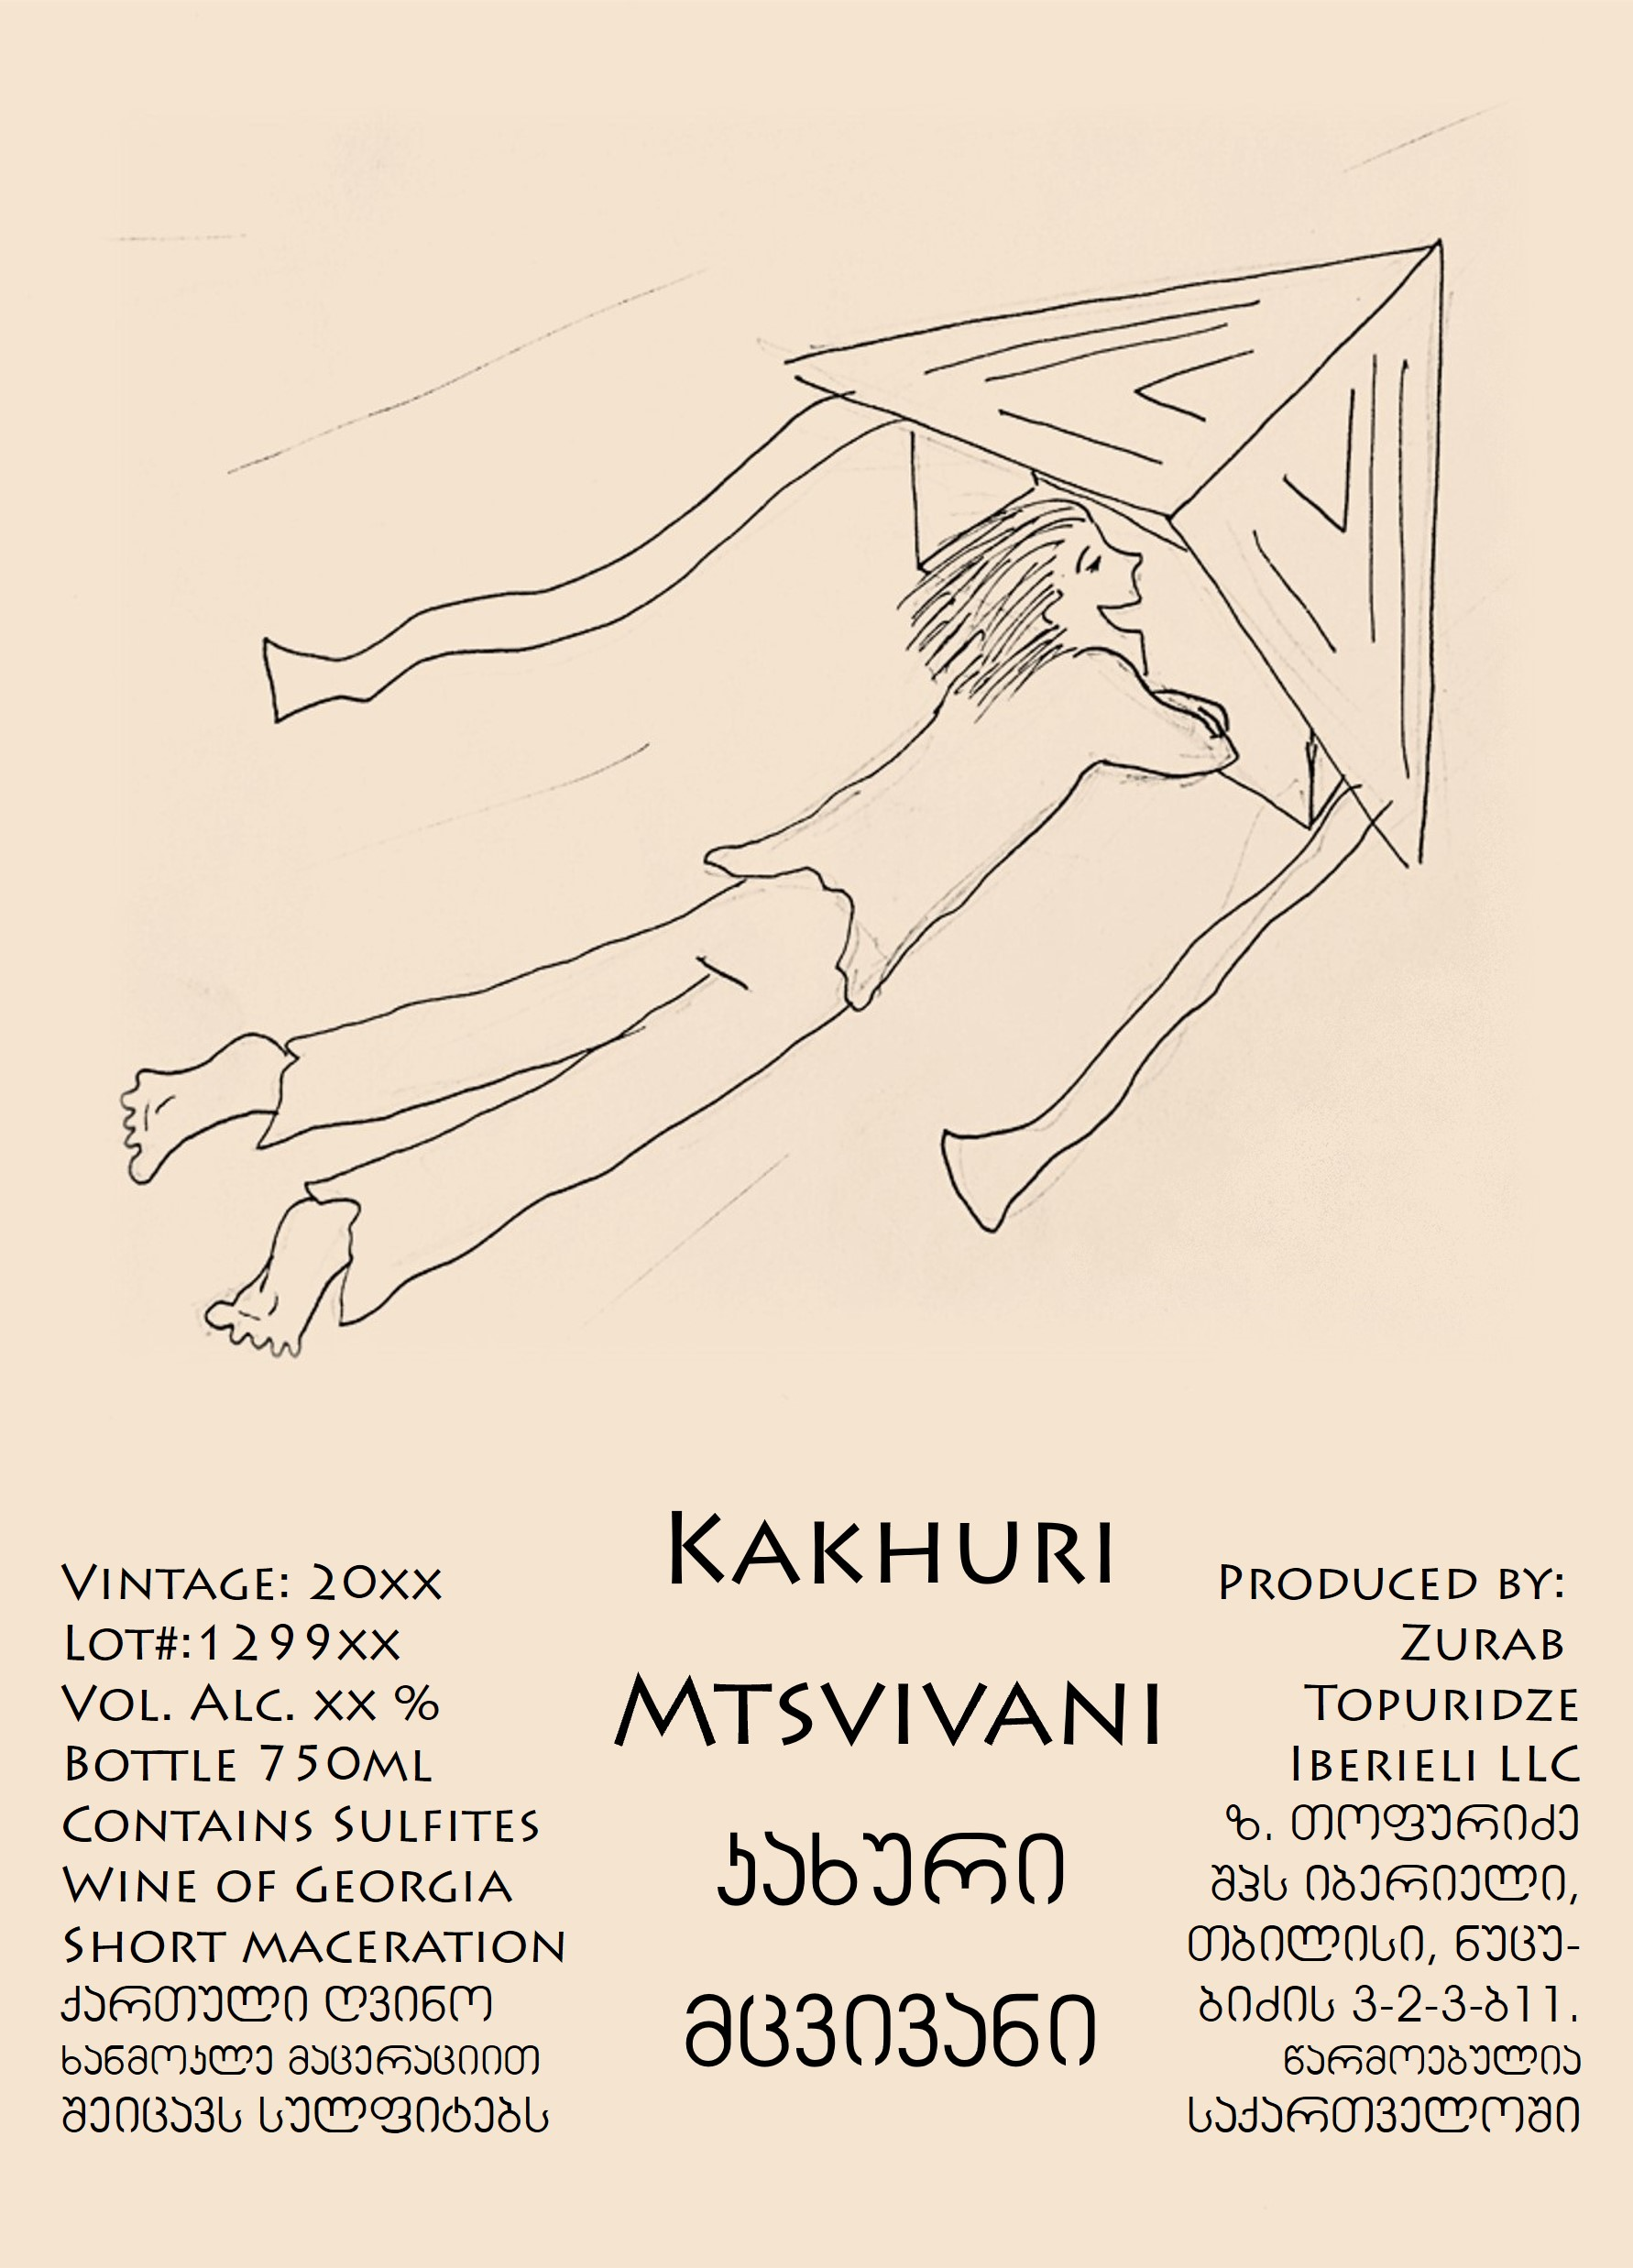 Vintage: 20xx
Lot#:1299xx
Vol. Alc. xx %
Bottle 750ml
Contains Sulfites
Wine of Georgia
Short maceration
ქართული ღვინო
ხანმოკლე მაცერაციით
შეიცავს სულფიტებს
Kakhuri
Mtsvivani
კახური
მცვივანი
Produced by:
Zurab
Topuridze
Iberieli LLC
ზ. თოფურიძე
შპს იბერიელი,
თბილისი, ნუცუ-
ბიძის 3-2-3-ბ11.
წარმოებულია
საქართველოში